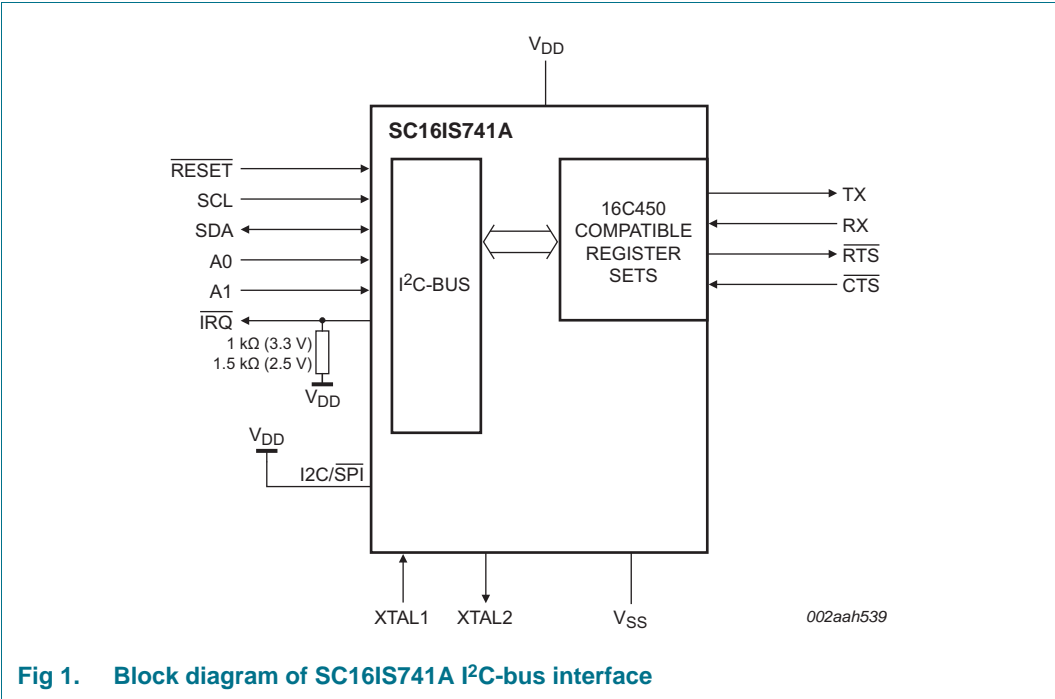 VDD
SC16IS741A
RESET
SCL
SDA
A0
A1
IRQ
1 kΩ (3.3 V)
1.5 kΩ (2.5 V)
VDD
VDD
I2C/SPI
I2C-BUS
16C450
COMPATIBLE
REGISTER
SETS
TX
RX
RTS
CTS
XTAL1
XTAL2
VSS
002aah539
Fig 1. Block diagram of SC16IS741A I2C-bus interface